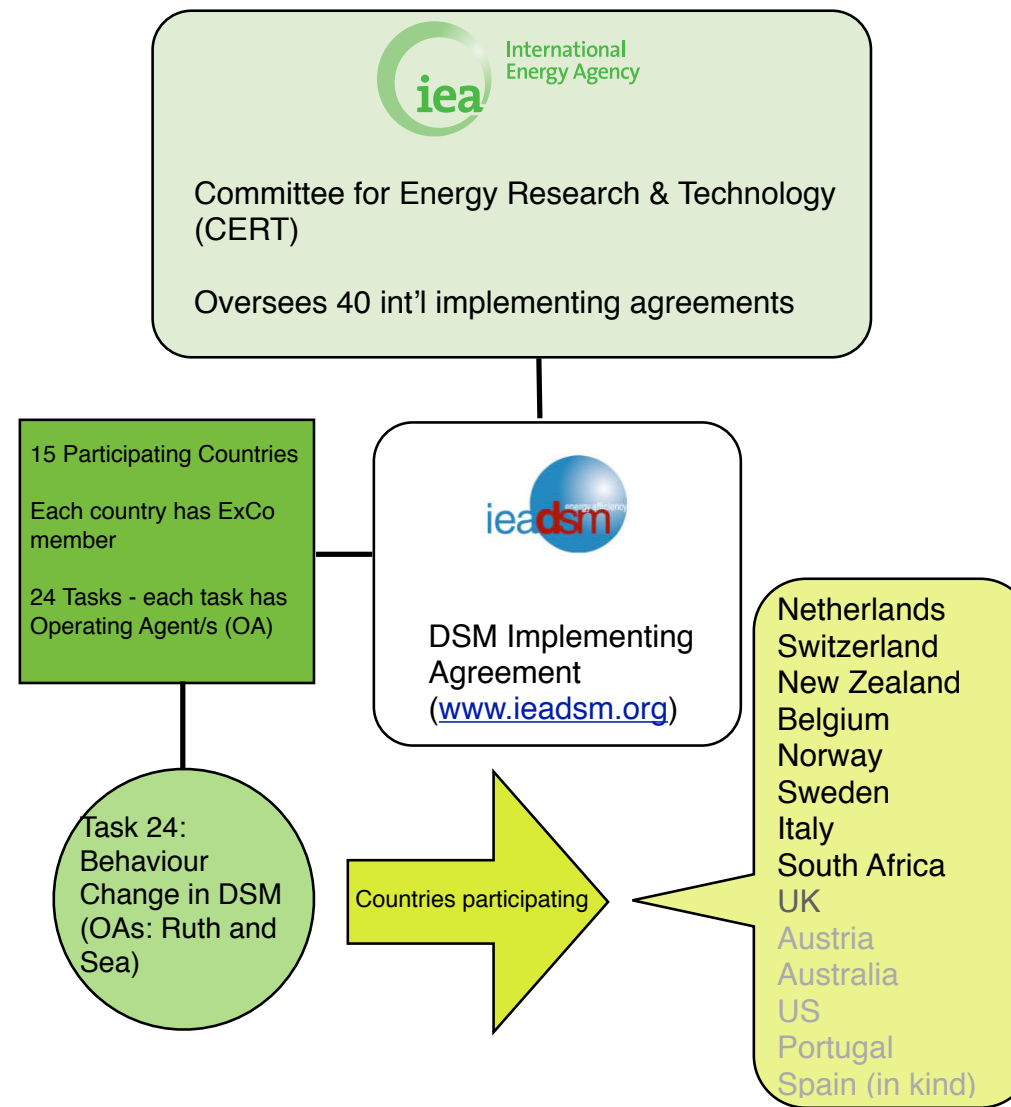 iea
International
Energy Agency
Committee for Energy Research & Technology
(CERT)
Oversees 40 int'l implementing agreements
15 Participating Countries
Each country has ExCo
member
24 Tasks - each task has
Operating Agent/s (OA)
energy efficiency
ieadsm
DSM Implementing
Agreement
(www.ieadsm.org)
Task 24:
Behaviour
Change in DSM
(OAs: Ruth and
Sea)
Countries participating
Netherlands
Switzerland
New Zealand
Belgium
Norway
Sweden
Italy
South Africa
UK
Austria
Australia
US
Portugal
Spain (in kind)